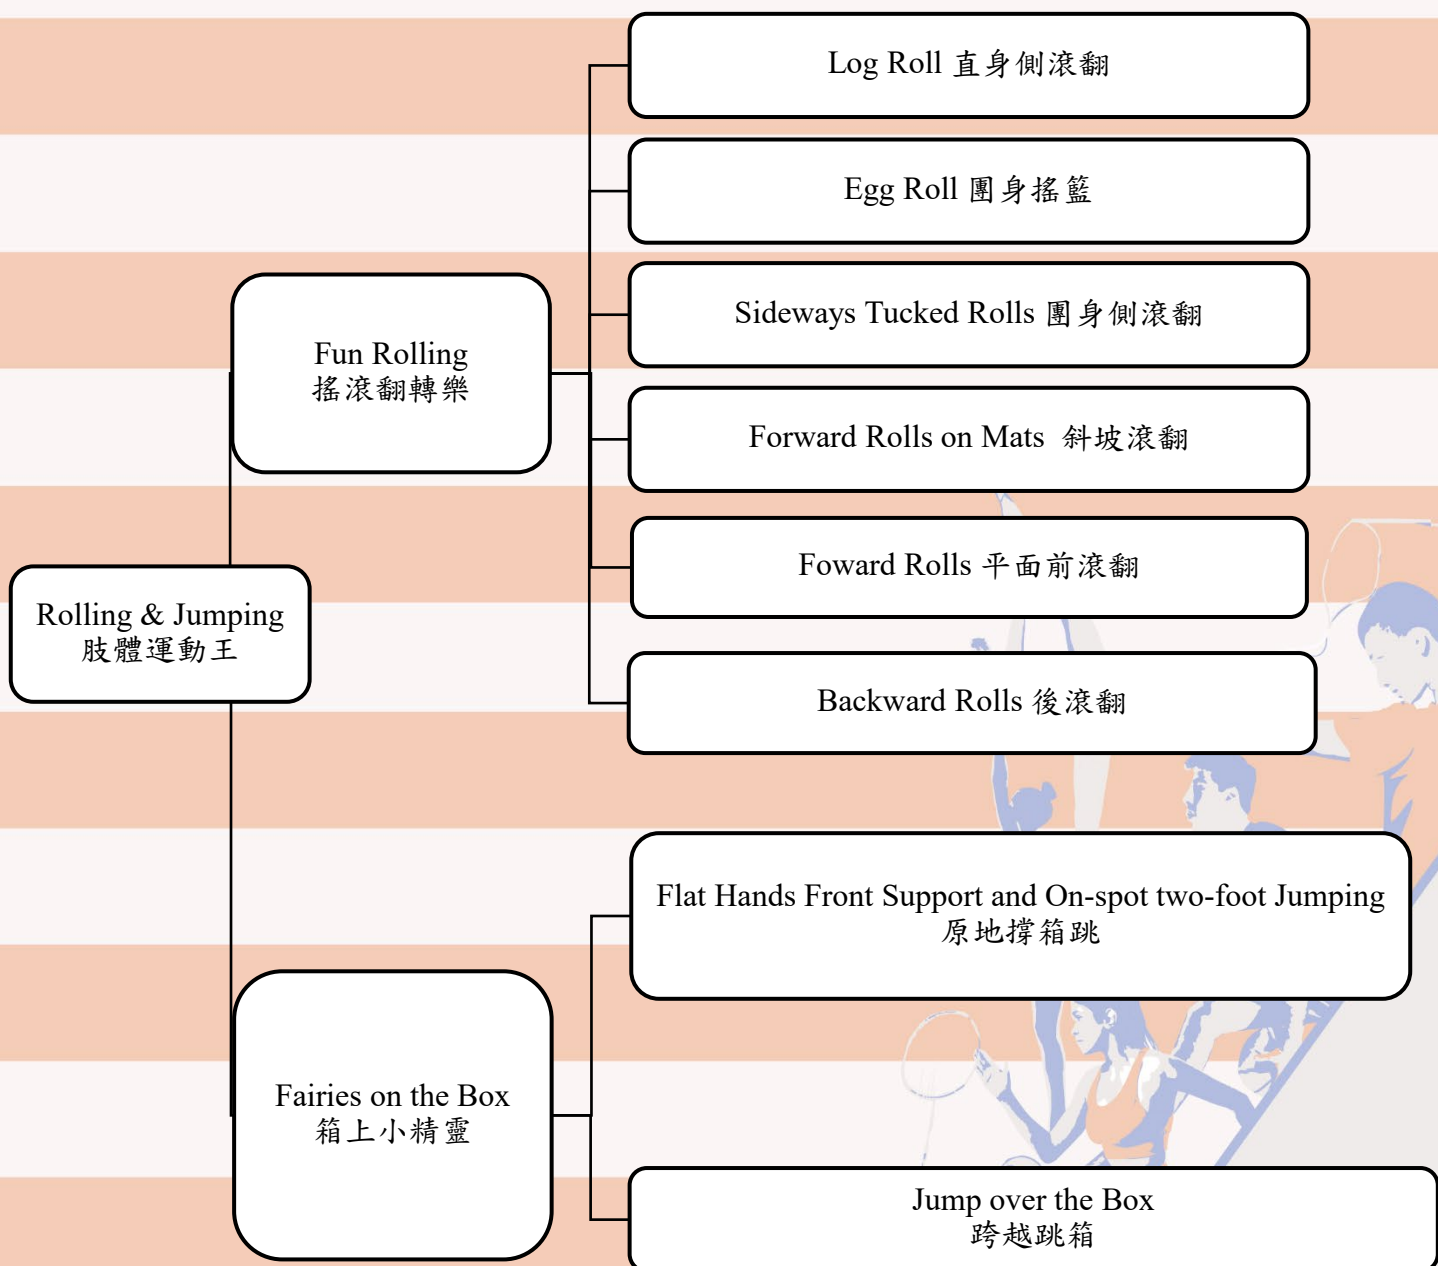 Log Roll 直身側滾翻
Egg Roll 團身搖籃
Sideways Tucked Rolls 團身側滾翻
Fun Rolling
搖滾翻轉樂
Forward Rolls on Mats 斜坡滾翻
Foward Rolls 平面前滾翻
Rolling & Jumping
肢體運動王
Backward Rolls 後滾翻
Flat Hands Front Support and On-spot two-foot Jumping
原地撐箱跳
Fairies on the Box
箱上小精靈
Jump over the Box
跨越跳箱